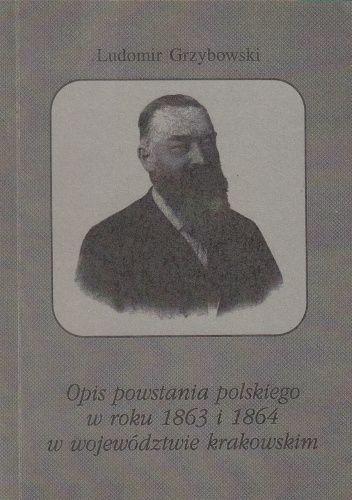 Ludomir Grzybowski
Opis powstania polskiego
w roku 1863 i 1864
w województwie krakowskim